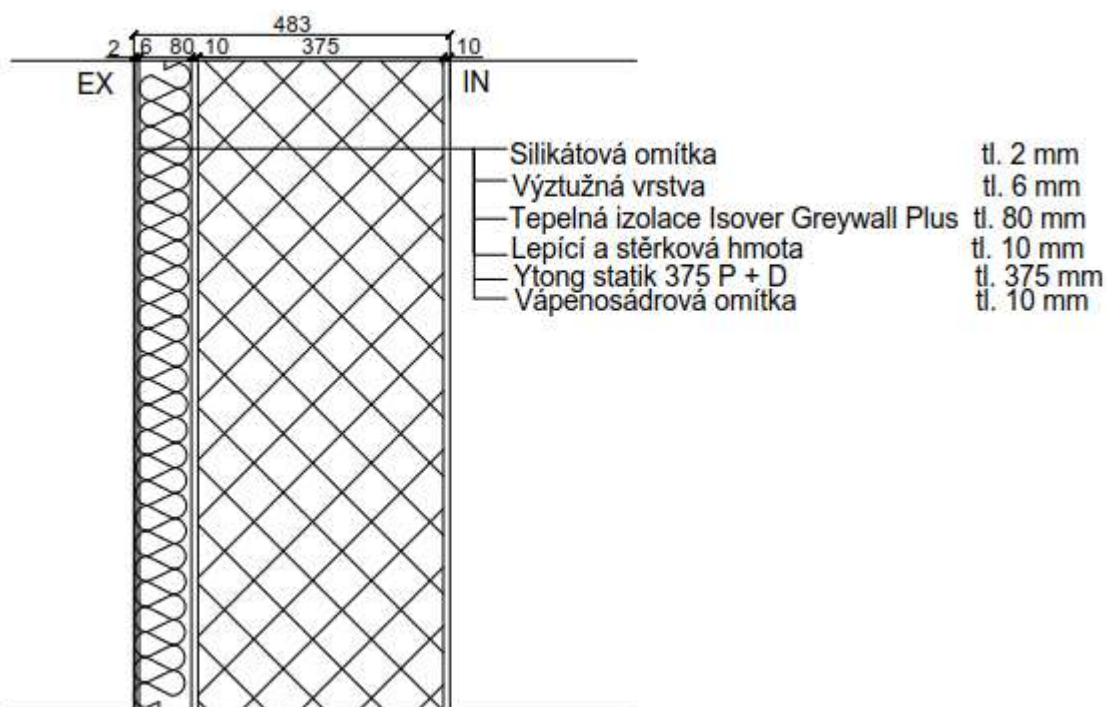 483
2 6 80 10 375 10
EX IN
Silikátová omítka tl. 2 mm
Výztužná vrstva tl. 6 mm
Tepelná izolace Isover Greywall Plus tl. 80 mm
Lepící a stěrková hmota tl. 10 mm
Ytong statik 375 P + D tl. 375 mm
Vápenosádrová omítka tl. 10 mm